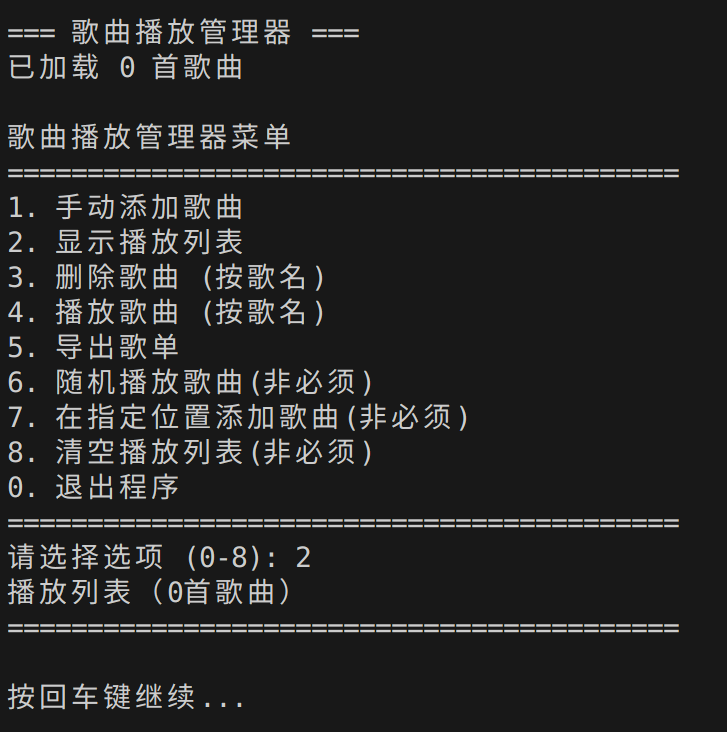 === 歌曲播放管理器 ===
已加载 0 首歌曲
歌曲播放管理器菜单
==========================================
1. 手动添加歌曲
2. 显示播放列表
3. 删除歌曲 (按歌名)
4. 播放歌曲 (按歌名)
5. 导出歌单
6. 随机播放歌曲(非必须)
7. 在指定位置添加歌曲(非必须)
8. 清空播放列表(非必须)
0. 退出程序
==========================================
请选择选项 (0-8): 2
播放列表（0首歌曲）
==========================================
按回车键继续...